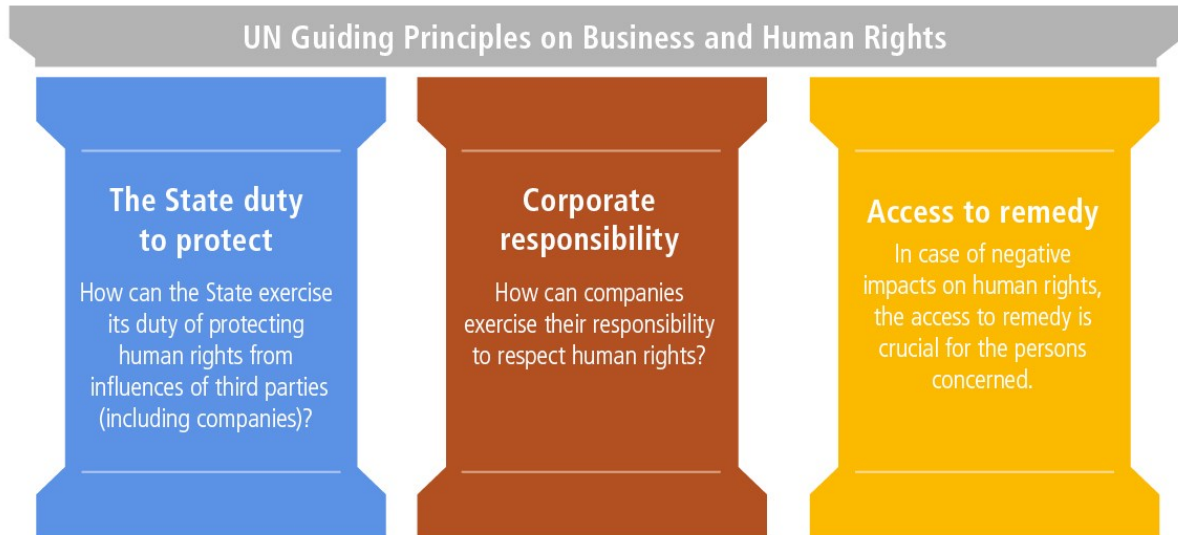 UN Guiding Principles on Business and Human Rights
The State duty
to protect
How can the State exercise
its duty of protecting
human rights from
influences of third parties
(including companies)?
Corporate
responsibility
How can companies
exercise their responsibility
to respect human rights?
Access to remedy
In case of negative
impacts on human rights,
the access to remedy is
crucial for the persons
concerned.